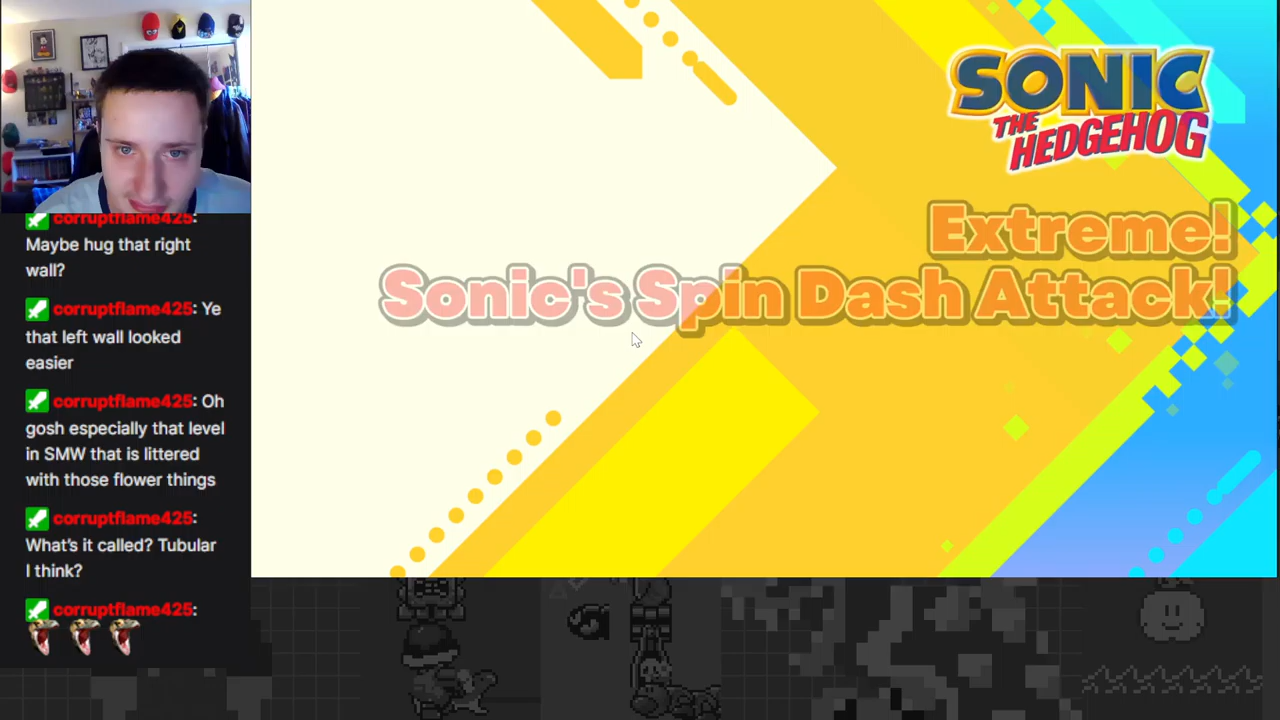 SONIC
THE
HEDGEHOG
Extreme!
Sonic's Spin Dash Attack!
corruptflame425:
Maybe hug that right
wall?
corruptflame425: Ye
that left wall looked
easier
corruptflame425: Oh
gosh especially that level
in SMW that is littered
with those flower things
corruptflame425:
What's it called? Tubular
I think?
corruptflame425: